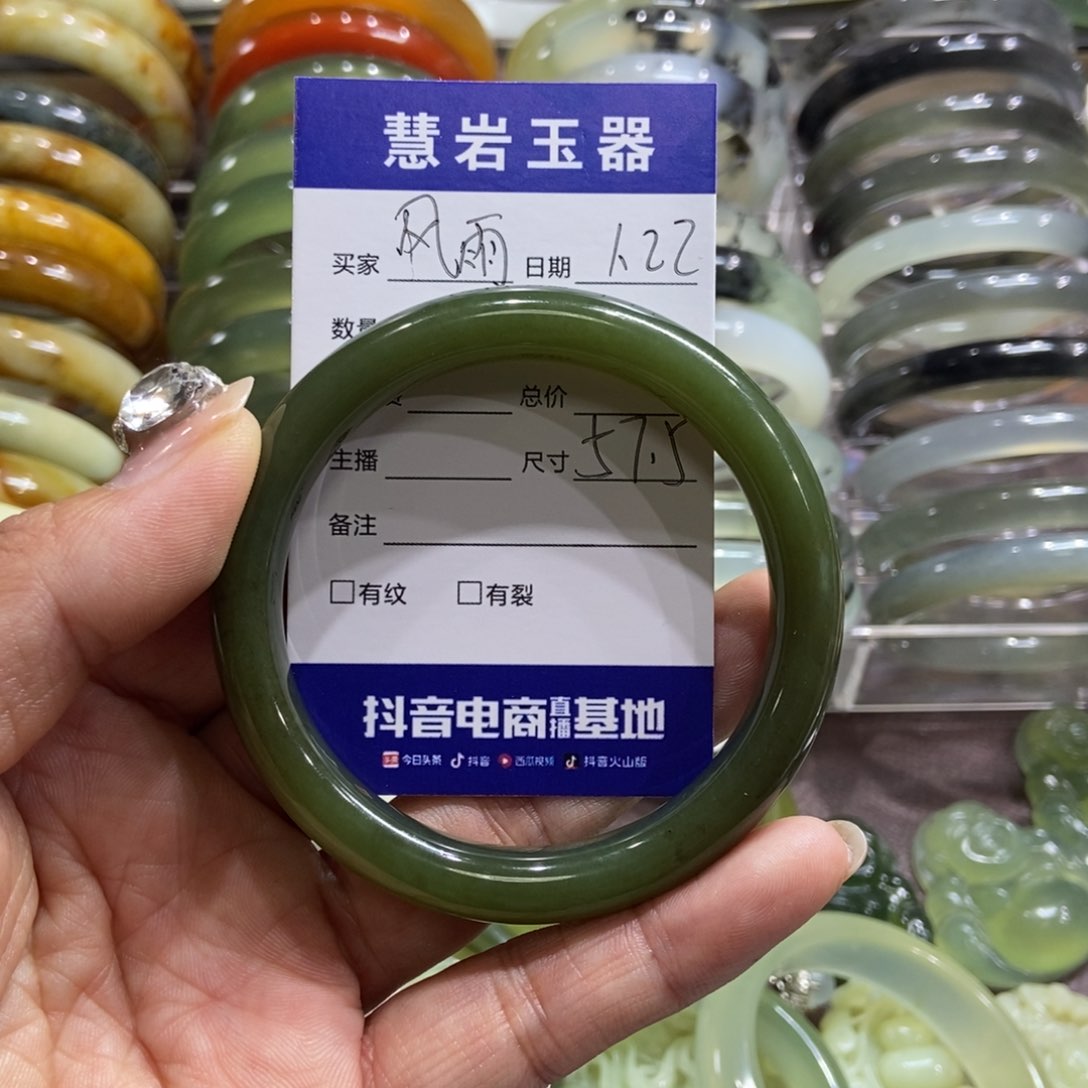 慧岩玉器
买家 风雨 日期 1.22
数量
总价
主播 尺寸 57.5
备注
□有纹 □有裂
抖音电商直播基地
今日头条 抖音 西瓜视频 抖音火山版